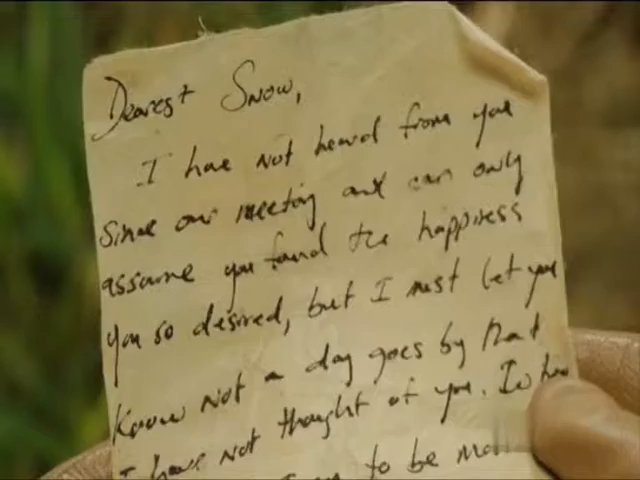 Dearest Snow,
I have not heard from you
since our meeting and can only
assume you found the happiness
you so desired, but I must let you
know not a day goes by that
I have not thought of you. I'm
I have not
to be